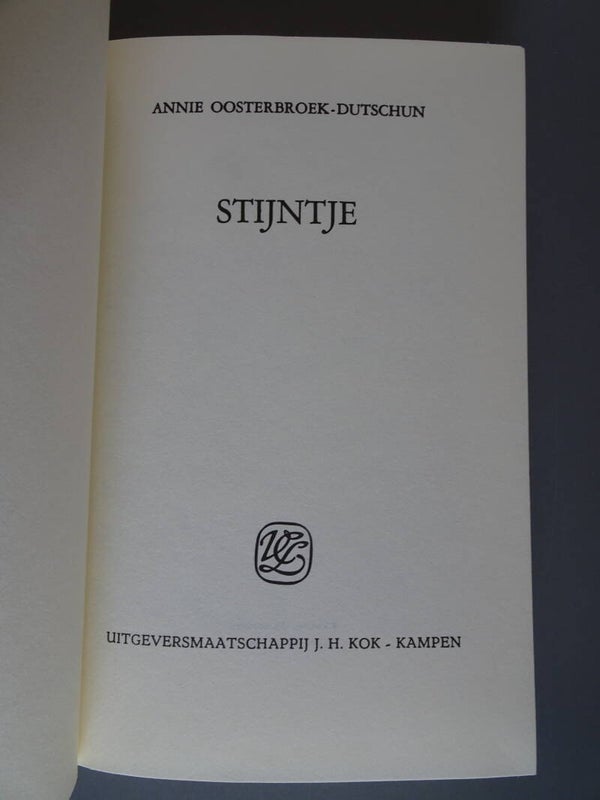 ANNIE OOSTERBROEK-DUTSCHUN
STIJNTJE
UITGEVERSMAATSCHAPPIJ J. H. KOK - KAMPEN